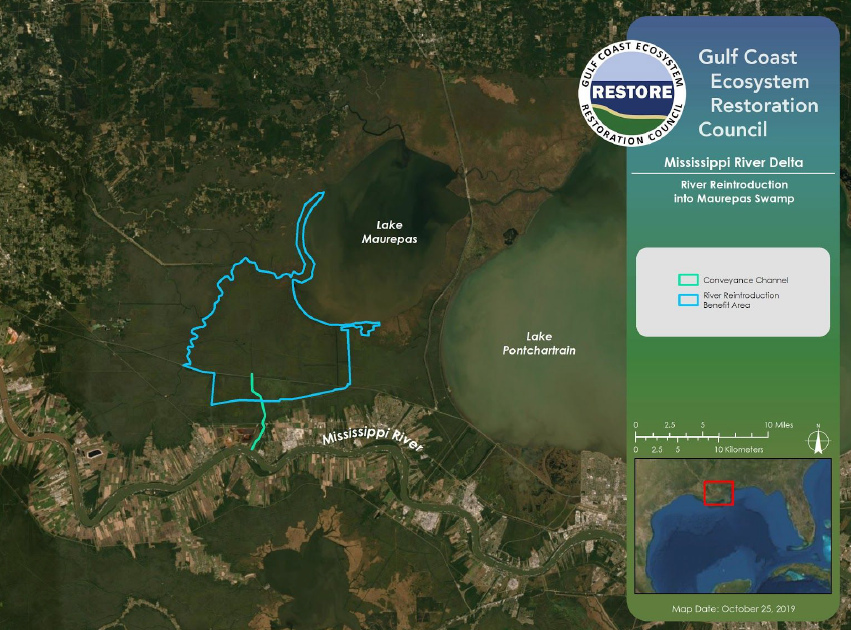 GULF COAST ECOSYSTEM
RESTORE
RESTORATION COUNCIL
Gulf Coast
Ecosystem
Restoration
Council
Mississippi River Delta
River Reintroduction
into Maurepas Swamp
Conveyance Channel
River Reintroduction
Benefit Area
Lake
Maurepas
Lake
Pontchartrain
Mississippi River
0 2.5 5 10 Miles
0 2.5 5 10 Kilometers
N
Map Date: October 25, 2019